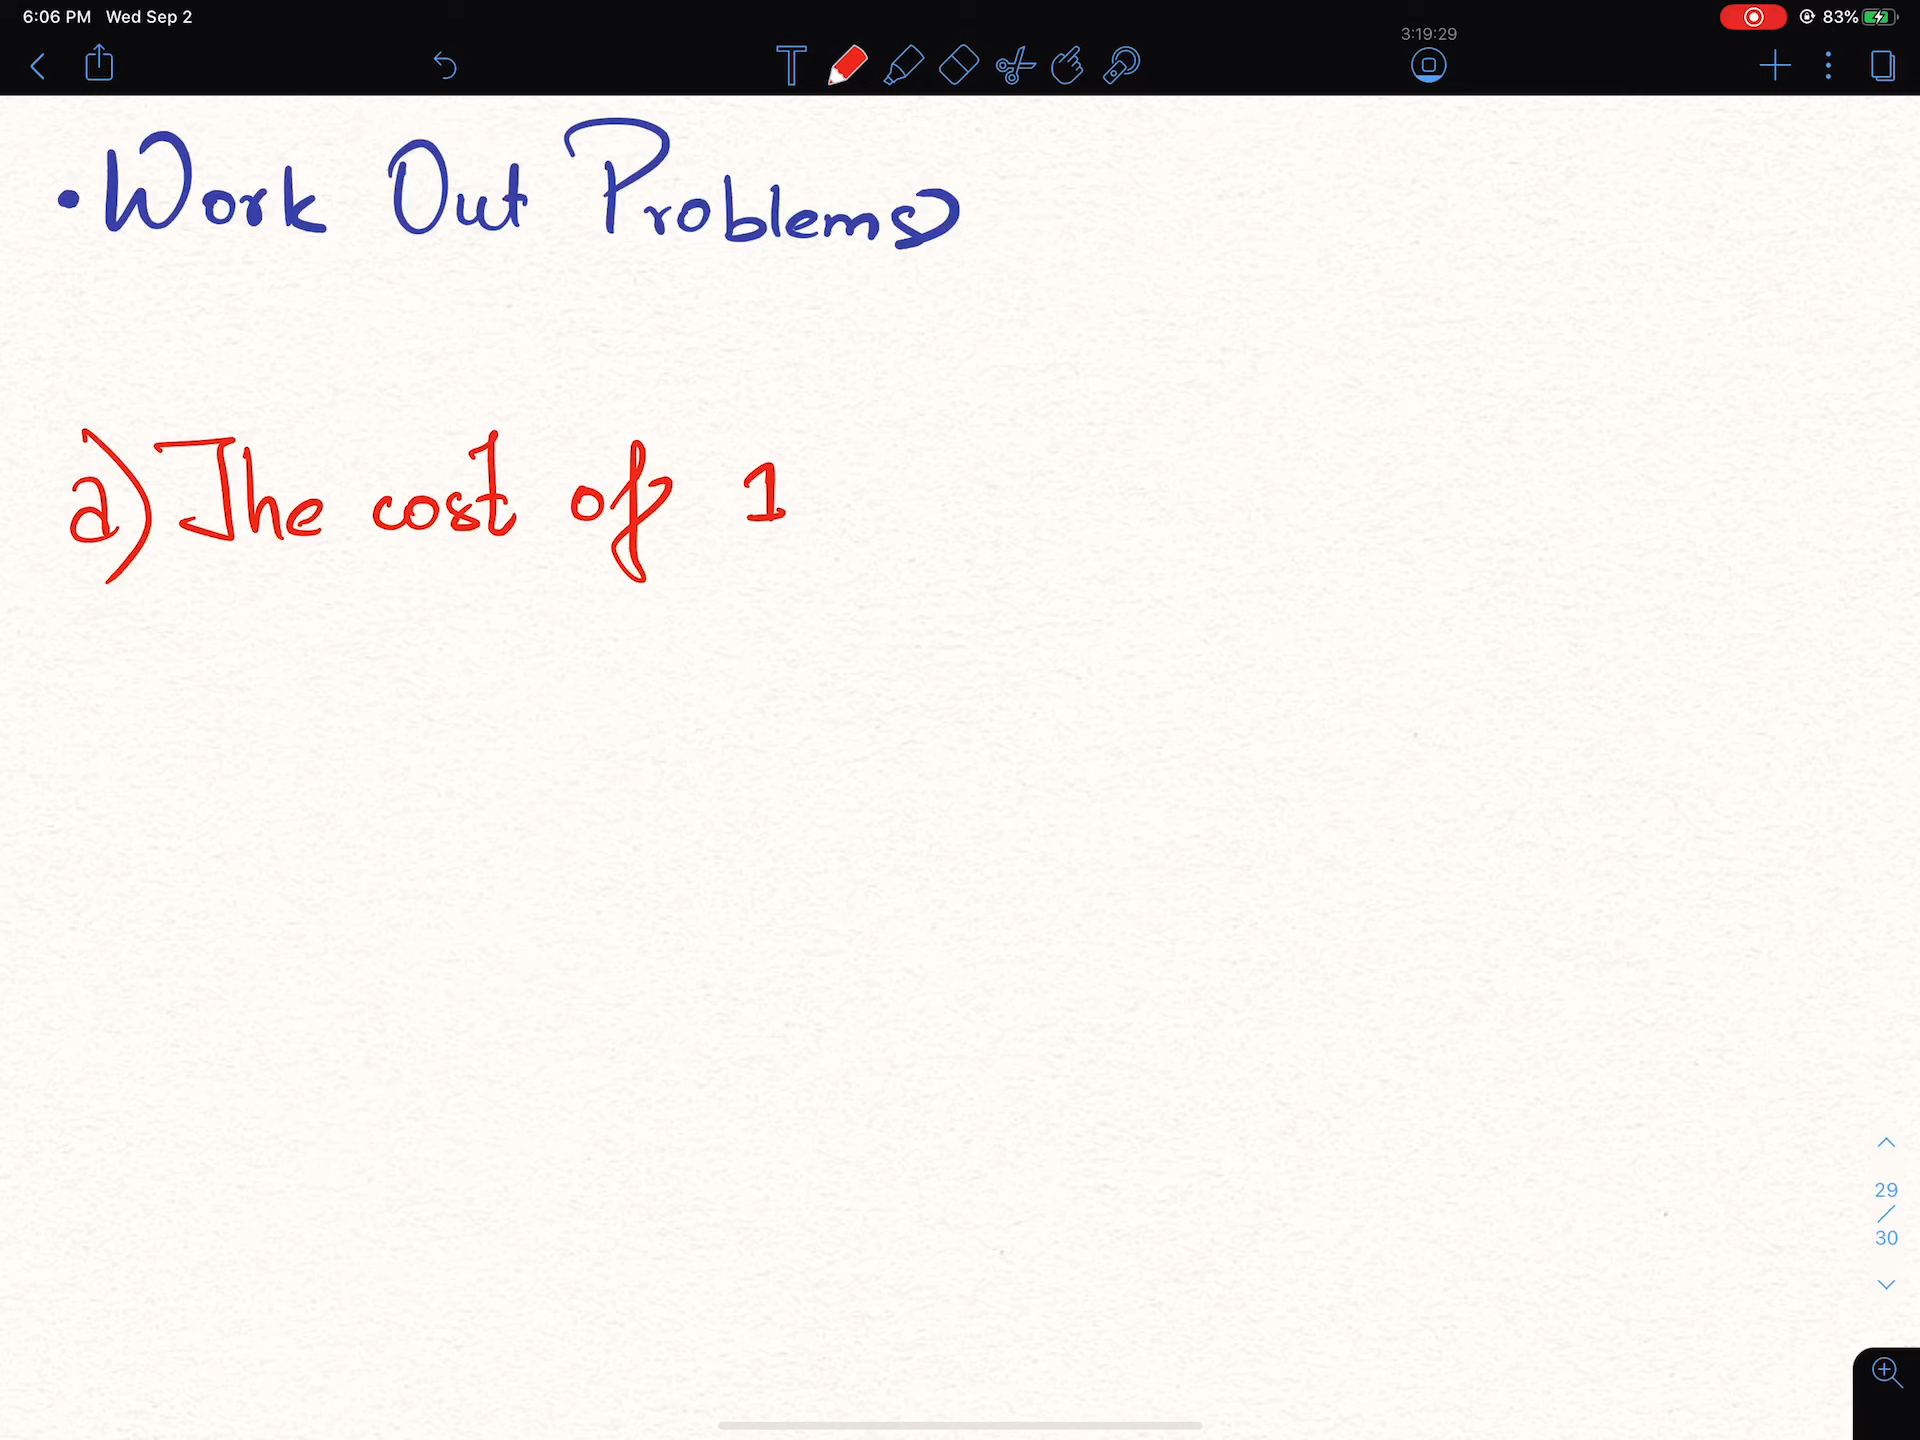 6:06 PM Wed Sep 2
83%
3:19:29
• Work Out Problems
a) The cost of 1
29
/
30